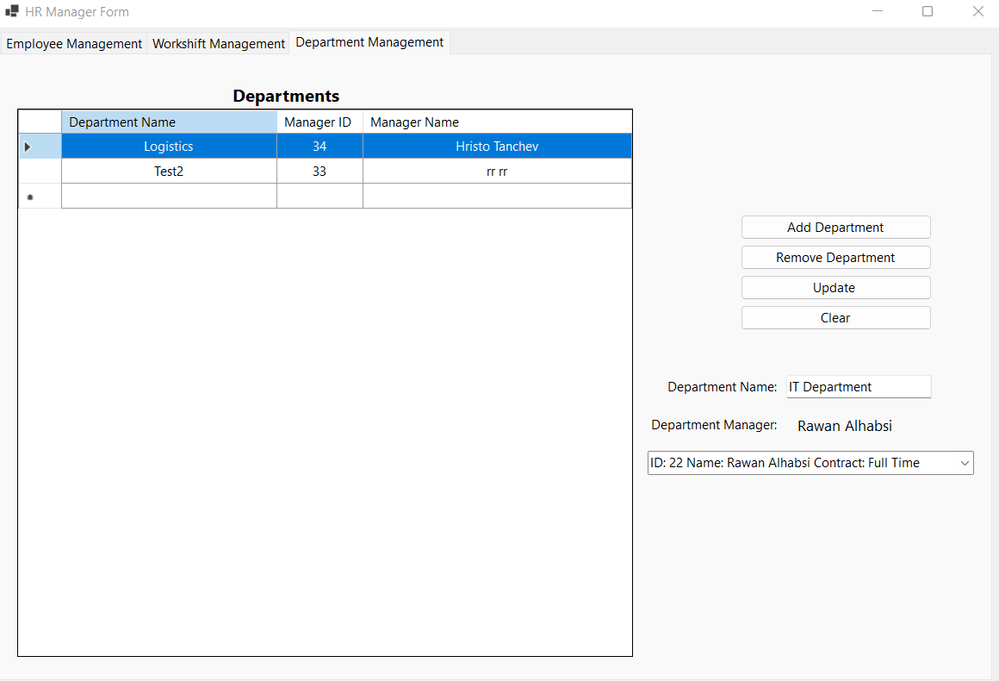 HR Manager Form
Employee Management Workshift Management Department Management
Departments
Department Name Manager ID Manager Name
Logistics 34 Hristo Tanchev
Test2 33 rr rr
Add Department
Remove Department
Update
Clear
Department Name: IT Department
Department Manager: Rawan Alhabsi
ID: 22 Name: Rawan Alhabsi Contract: Full Time